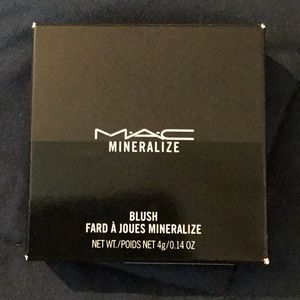 MAC
MINERALIZE
BLUSH
FARD À JOUES MINERALIZE
NET WT./POIDS NET 4g/0.14 OZ